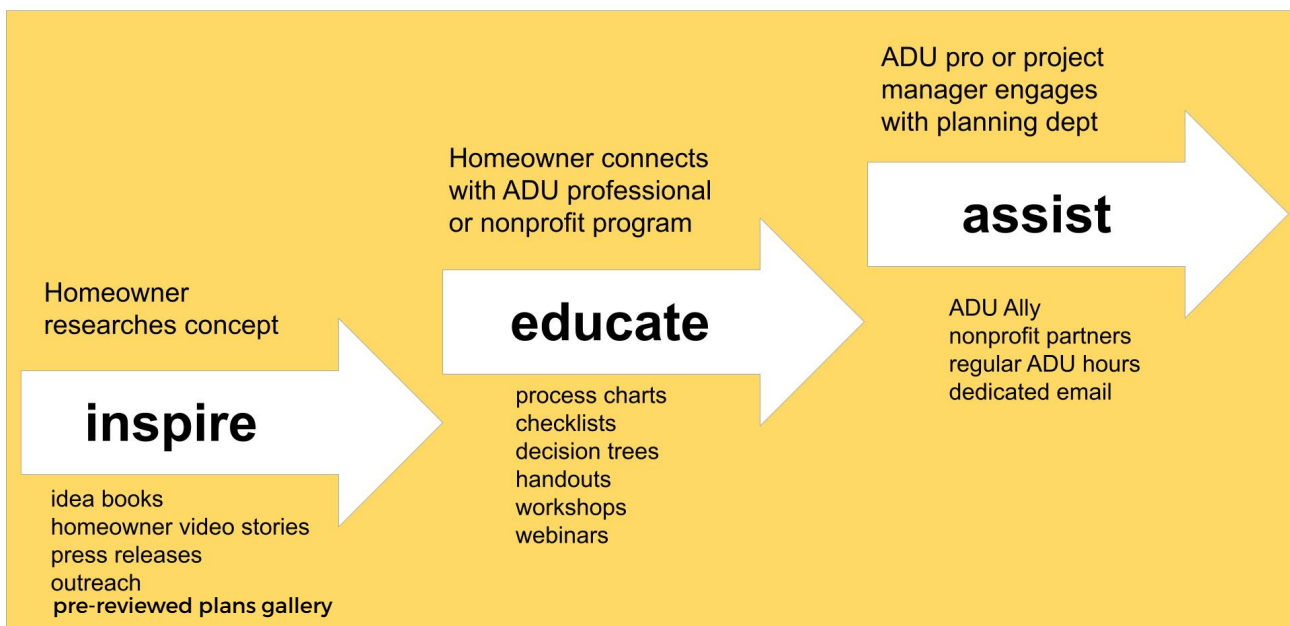 Homeowner
researches concept
inspire
idea books
homeowner video stories
press releases
outreach
pre-reviewed plans gallery
Homeowner connects
with ADU professional
or nonprofit program
educate
process charts
checklists
decision trees
handouts
workshops
webinars
ADU pro or project
manager engages
with planning dept
assist
ADU Ally
nonprofit partners
regular ADU hours
dedicated email